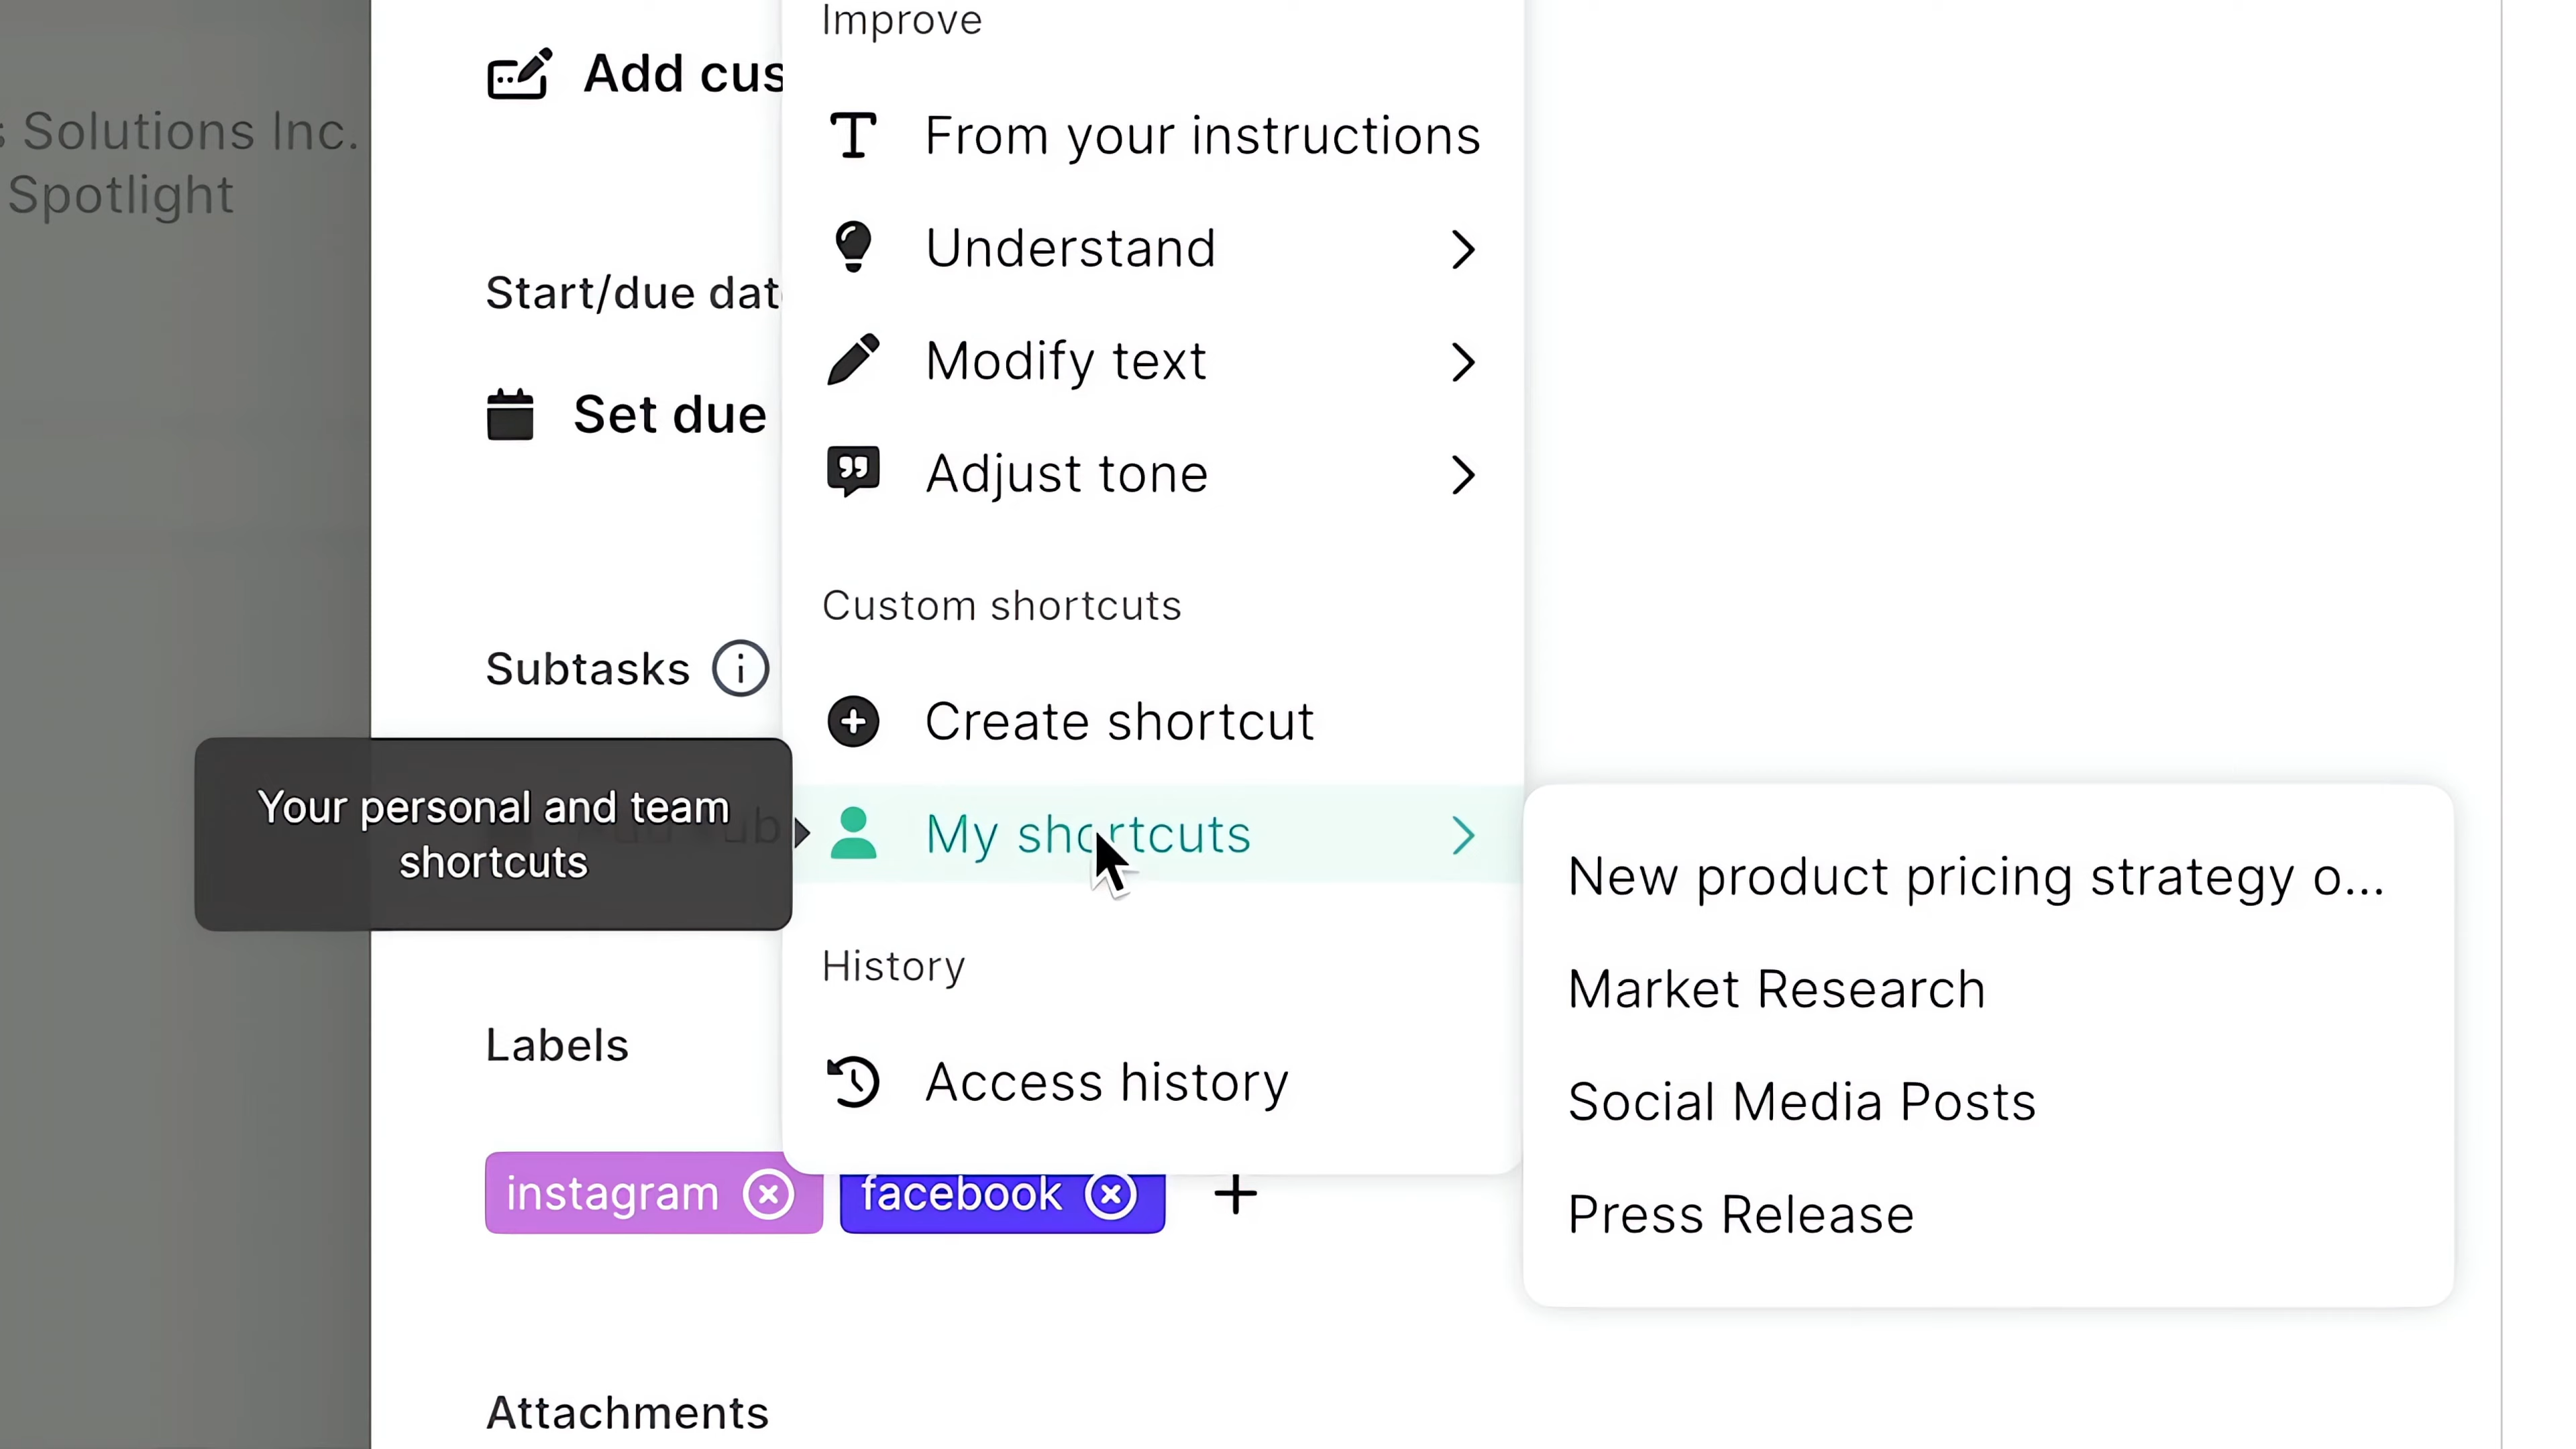 Solutions Inc.
Spotlight
Add cus
Start/due dat
Set due
Subtasks
Your personal and team
shortcuts
Labels
instagram
facebook
Attachments
Improve
From your instructions
Understand
Modify text
Adjust tone
Custom shortcuts
Create shortcut
My shortcuts
History
Access history
New product pricing strategy o...
Market Research
Social Media Posts
Press Release